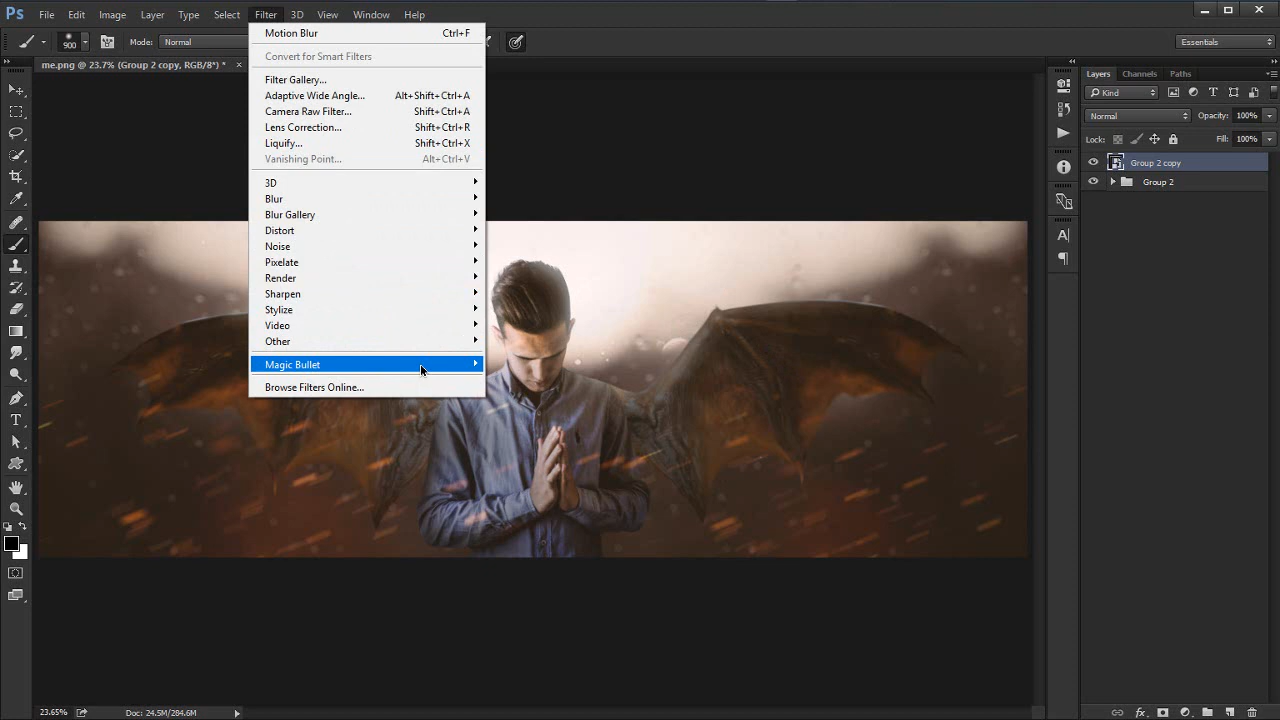 Ps File Edit Image Layer Type Select Filter 3D View Window Help
900 Mode: Normal Essentials
me.png @ 23.7% (Group 2 copy, RGB/8*) * ×
Motion Blur Ctrl+F
Convert for Smart Filters
Filter Gallery...
Adaptive Wide Angle... Alt+Shift+Ctrl+A
Camera Raw Filter... Shift+Ctrl+A
Lens Correction... Shift+Ctrl+R
Liquify... Shift+Ctrl+X
Vanishing Point... Alt+Ctrl+V
3D
Blur
Blur Gallery
Distort
Noise
Pixelate
Render
Sharpen
Stylize
Video
Other
Magic Bullet
Browse Filters Online...
Layers Channels Paths
Kind
Normal Opacity: 100%
Lock: Fill: 100%
Group 2 copy
Group 2
23.65% Doc: 24.5M/284.6M